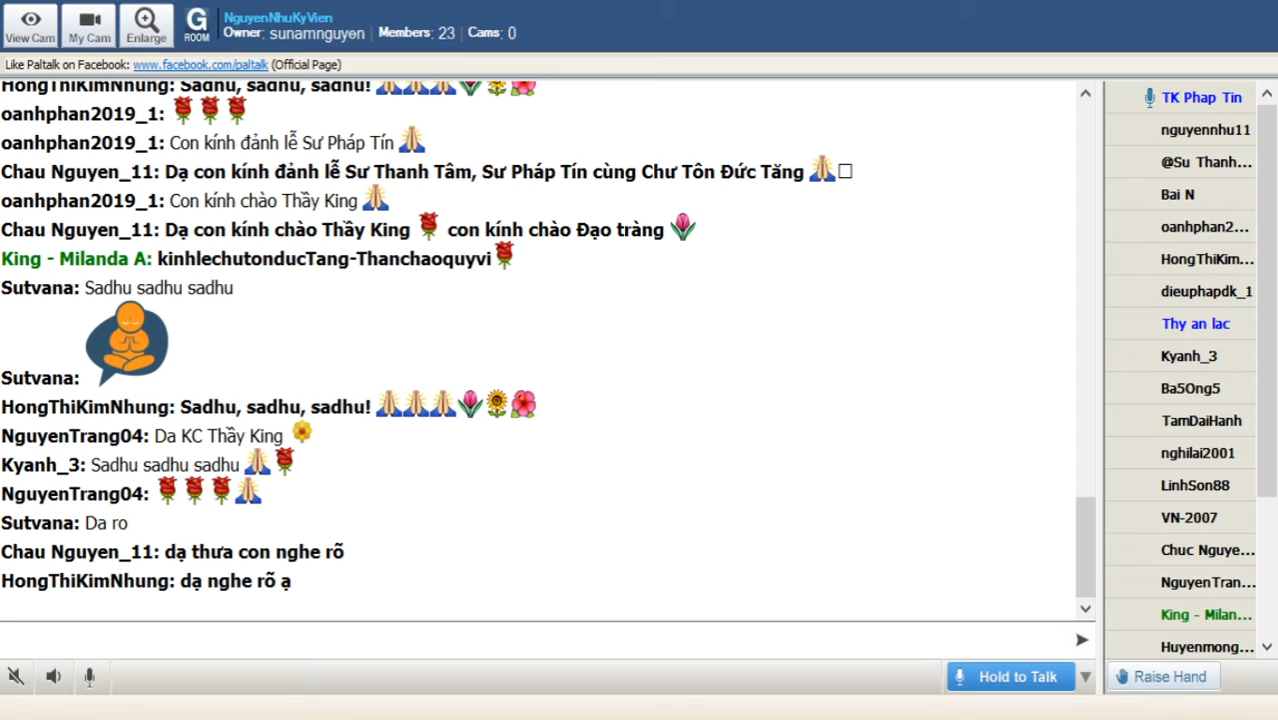 View Cam
My Cam
Enlarge
G ROOM
NguyenNhuKyVien
Owner: sunamnguyen | Members: 23 | Cams: 0
Like Paltalk on Facebook: www.facebook.com/paltalk (Official Page)
HongThiKimNhung: Sadhu, sadhu, sadhu!
oanhphan2019_1:
oanhphan2019_1: Con kính đảnh lễ Sư Pháp Tín
Chau Nguyen_11: Dạ con kính đảnh lễ Sư Thanh Tâm, Sư Pháp Tín cùng Chư Tôn Đức Tăng
oanhphan2019_1: Con kính chào Thầy King
Chau Nguyen_11: Dạ con kính chào Thầy King con kính chào Đạo tràng
King - Milanda A: kinhlechutonducTang-Thanchaoquyvi
Sutvana: Sadhu sadhu sadhu
Sutvana:
HongThiKimNhung: Sadhu, sadhu, sadhu!
NguyenTrang04: Da KC Thầy King
Kyanh_3: Sadhu sadhu sadhu
NguyenTrang04:
Sutvana: Da ro
Chau Nguyen_11: dạ thưa con nghe rõ
HongThiKimNhung: dạ nghe rõ ạ
TK Phap Tin
nguyennhu11
@Su Thanh...
Bai N
oanhphan2...
HongThiKim...
dieuphapdk_1
Thy an lac
Kyanh_3
Ba5Ong5
TamDaiHanh
nghilai2001
LinhSon88
VN-2007
Chuc Nguye...
NguyenTran...
King - Milan...
Huyenmong...
Hold to Talk
Raise Hand